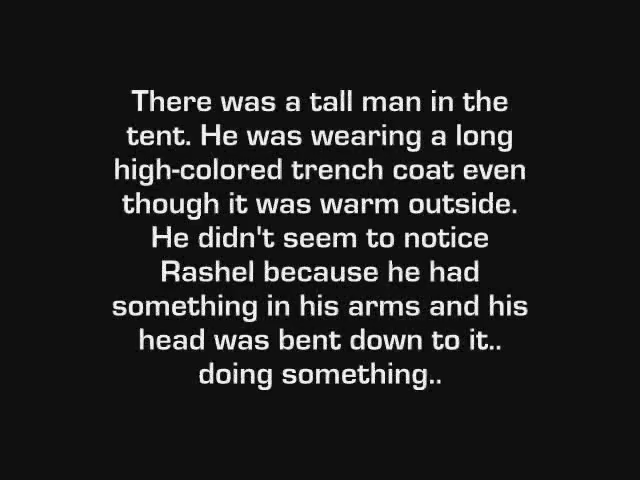 There was a tall man in the
tent. He was wearing a long
high-colored trench coat even
though it was warm outside.
He didn't seem to notice
Rashel because he had
something in his arms and his
head was bent down to it..
doing something..